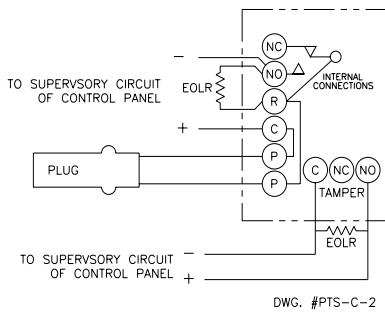 NC
−
NO
TO SUPERVSORY CIRCUIT
OF CONTROL PANEL
EOLR
INTERNAL
CONNECTIONS
R
+
C
P
PLUG
P
C NC NO
TAMPER
EOLR
TO SUPERVSORY CIRCUIT
OF CONTROL PANEL
−
+
DWG. #PTS-C-2